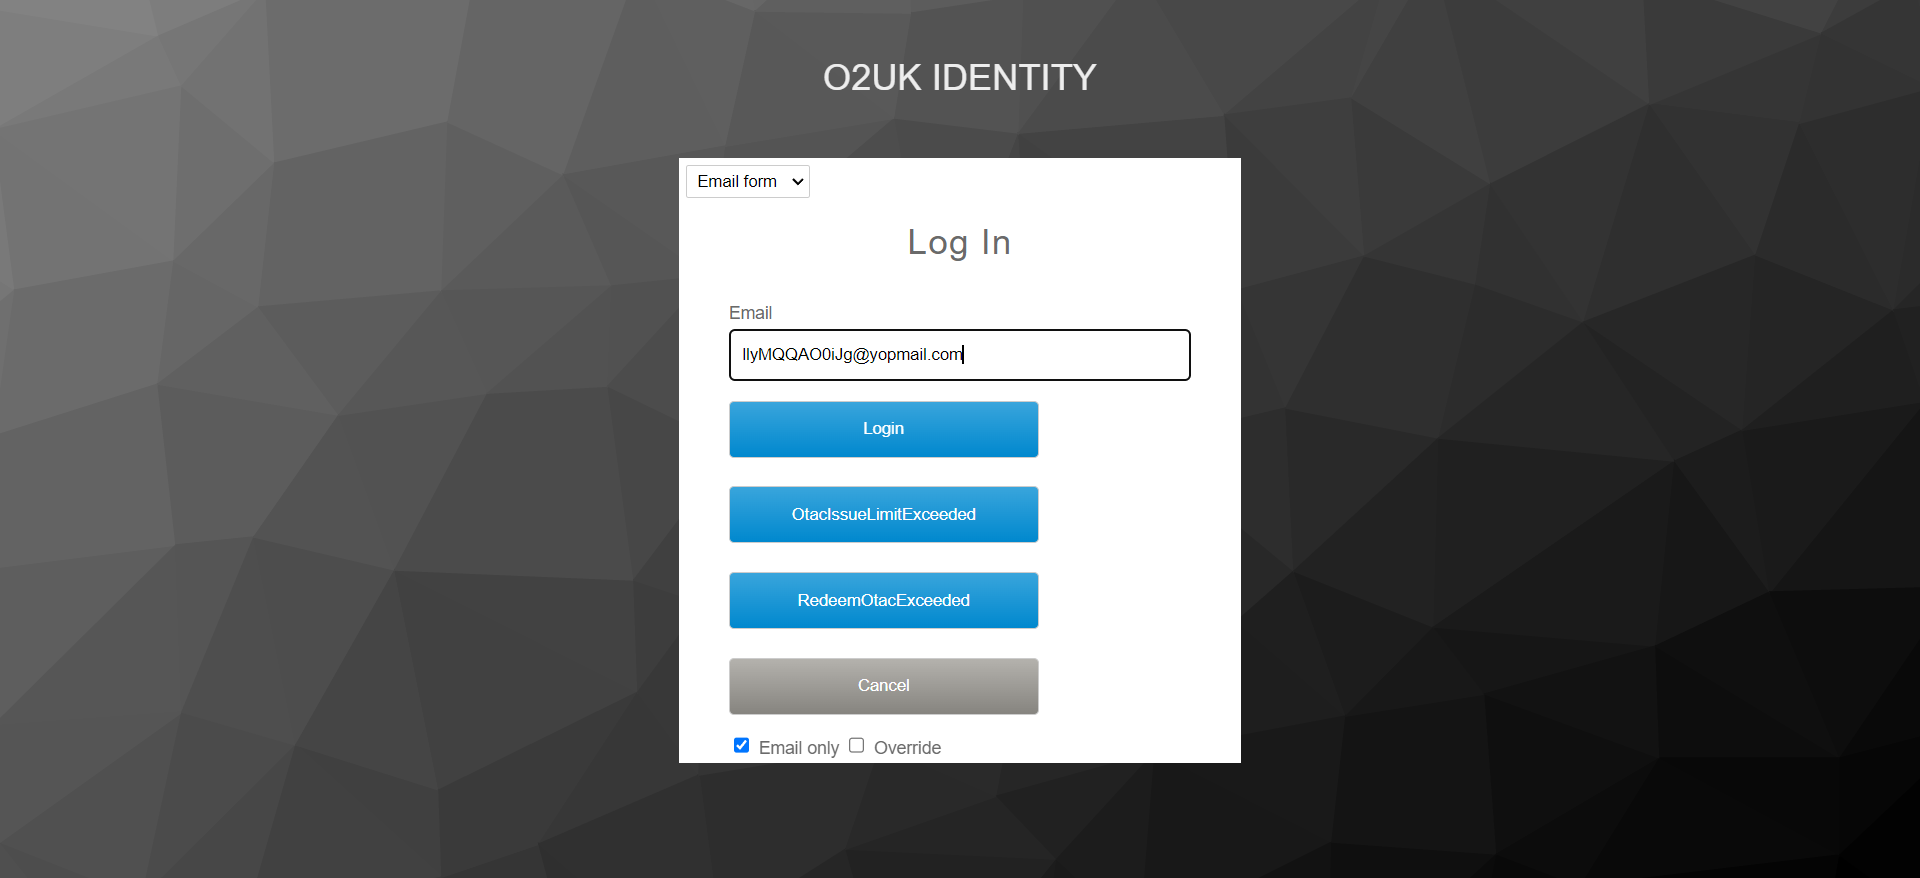 O2UK IDENTITY
Email form
Log In
Email
llyMQQAO0iJg@yopmail.com
Login
OtacIssueLimitExceeded
RedeemOtacExceeded
Cancel
Email only Override